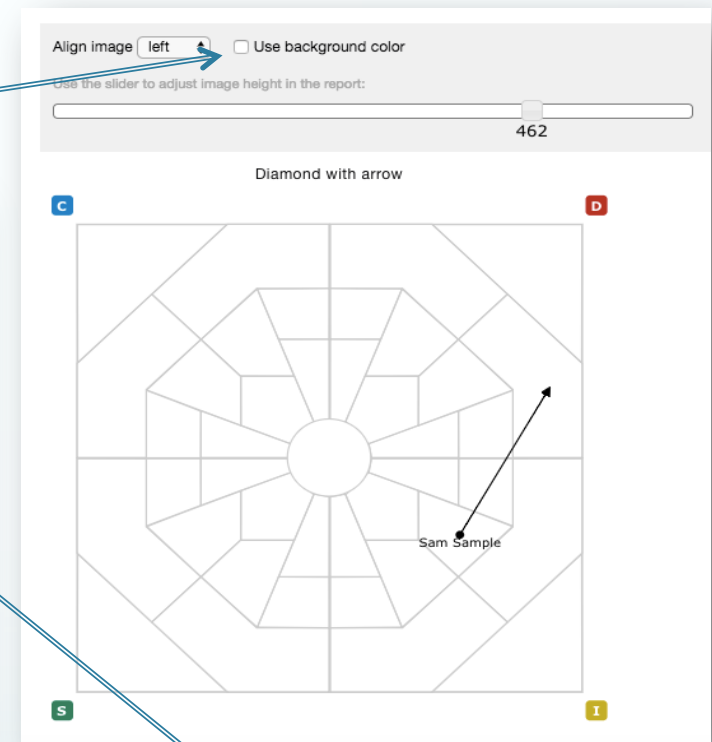 Align image left Use background color
Use the slider to adjust image height in the report:
462
Diamond with arrow
C D
Sam Sample
S I